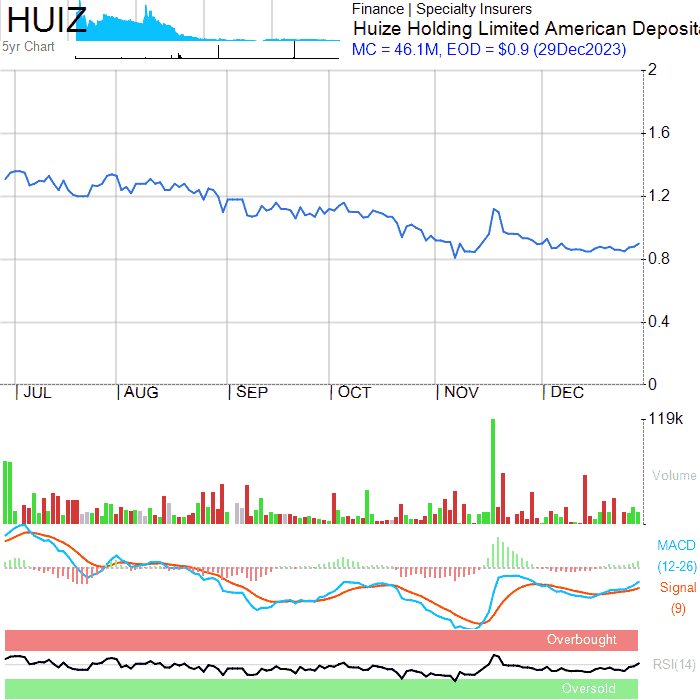 HUIZ
5yr Chart
Finance | Specialty Insurers
Huize Holding Limited American Deposit
MC = 46.1M, EOD = $0.9 (29Dec2023)
2
1.6
1.2
0.8
0.4
0
JUL AUG SEP OCT NOV DEC
119k
Volume
MACD
(12-26)
Signal
(9)
Overbought
RSI(14)
Oversold